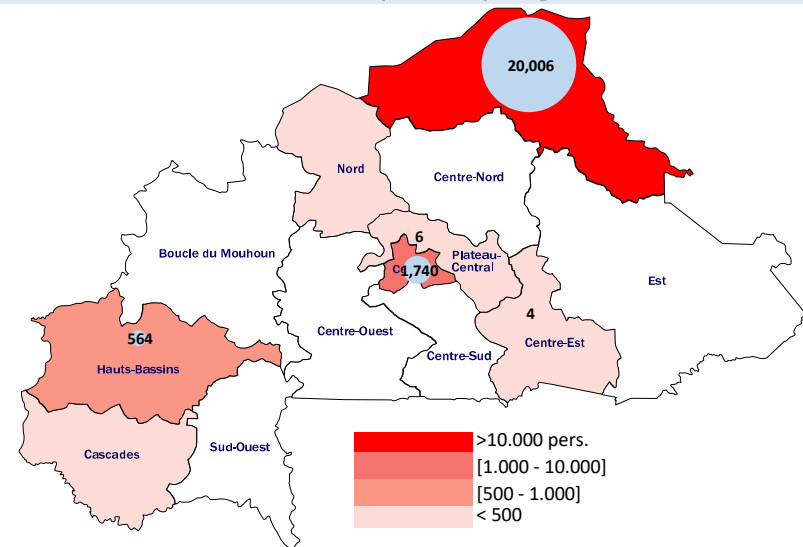 20,006
Nord
Centre-Nord
6
Boucle du Mouhoun
Plateau-
Central
1,740
Est
4
564
Centre-Ouest
Centre-Est
Centre-Sud
Hauts-Bassins
Sud-Ouest
Cascades
>10.000 pers.
[1.000 - 10.000]
[500 - 1.000]
< 500